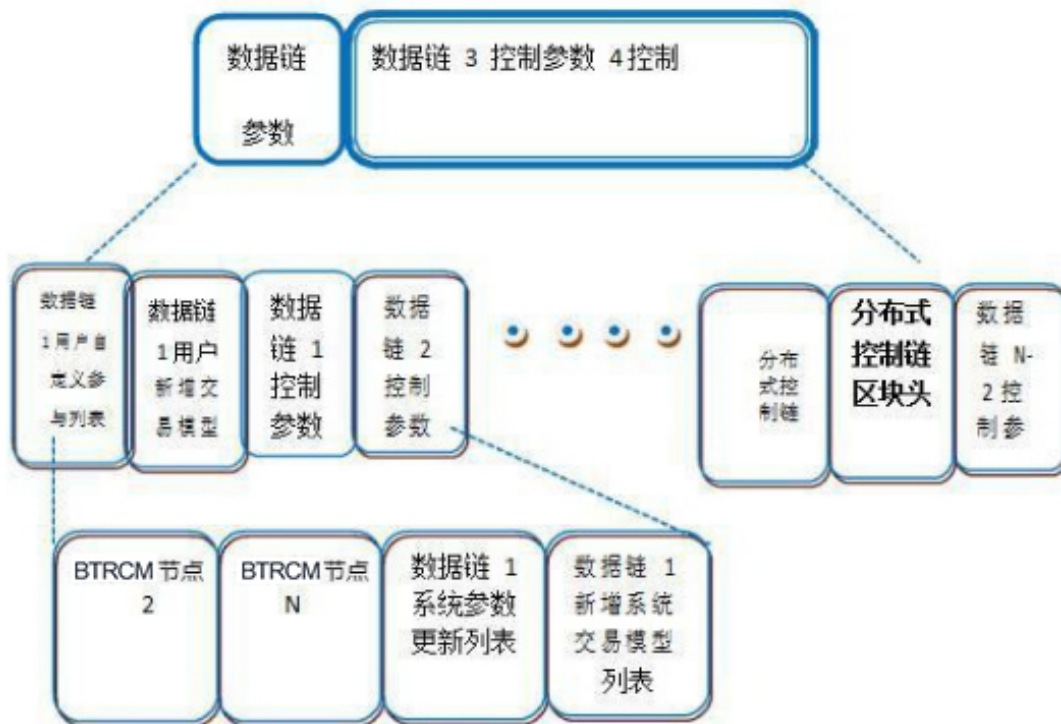 数据链
参数
数据链 3 控制参数 4控制
数据链
1用户自
定义参
与列表
数据链
1用户
新增交
易模型
数据
链 1
控制
参数
数据
链 2
控制
参数
分布
式控
制链
分布式
控制链
区块头
数据
链 N-
2控
制参
BTRCM 节点
2
BTRCM 节点
N
数据链 1
系统参数
更新列表
数据链 1
新增系统
交易模型
列表